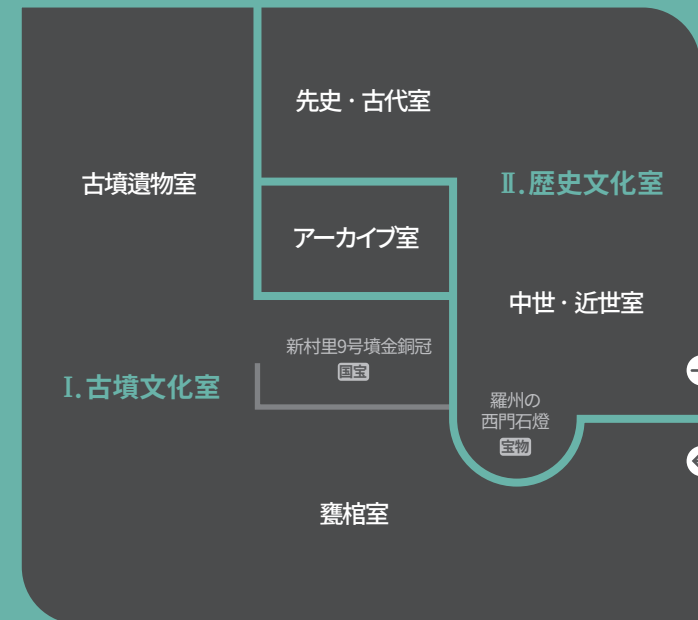 先史・古代室
古墳遺物室
Ⅱ.歴史文化室
アーカイブ室
中世・近世室
新村里9号墳金銅冠
国宝
Ⅰ.古墳文化室
羅州の
西門石燈
宝物
甕棺室